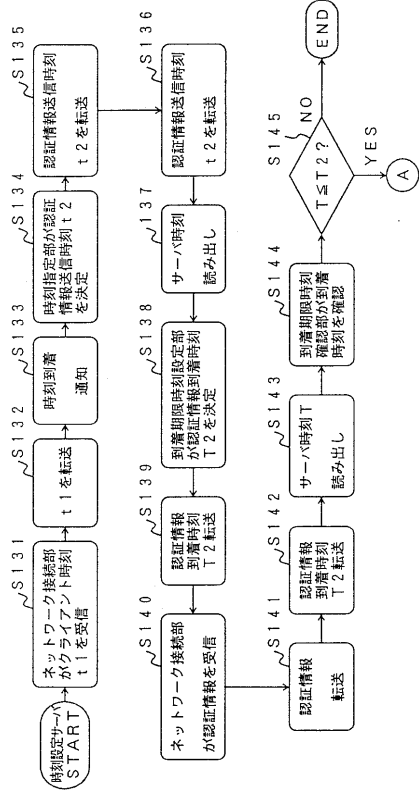 時刻設定サーバ
START
S131
ネットワーク接続部
がクライアント時刻
t1を受信
S132
t1を転送
S133
時刻到着
通知
S134
時刻指定部が認証
情報送信時刻t2
を決定
S135
認証情報送信時刻
t2を転送
S136
認証情報送信時刻
t2を転送
137
サーバ時刻
読み出し
S138
到着期限時刻設定部
が認証情報到着時刻
T2を決定
S139
認証情報
到着時刻
T2転送
S140
ネットワーク接続部
が認証情報を受信
S141
認証情報
転送
S142
認証情報
到着時刻
T2転送
S143
サーバ時刻T
読み出し
S144
到着期限時刻
確認部が到着
時刻を確認
S145
T≦T2?
NO
END
YES
A